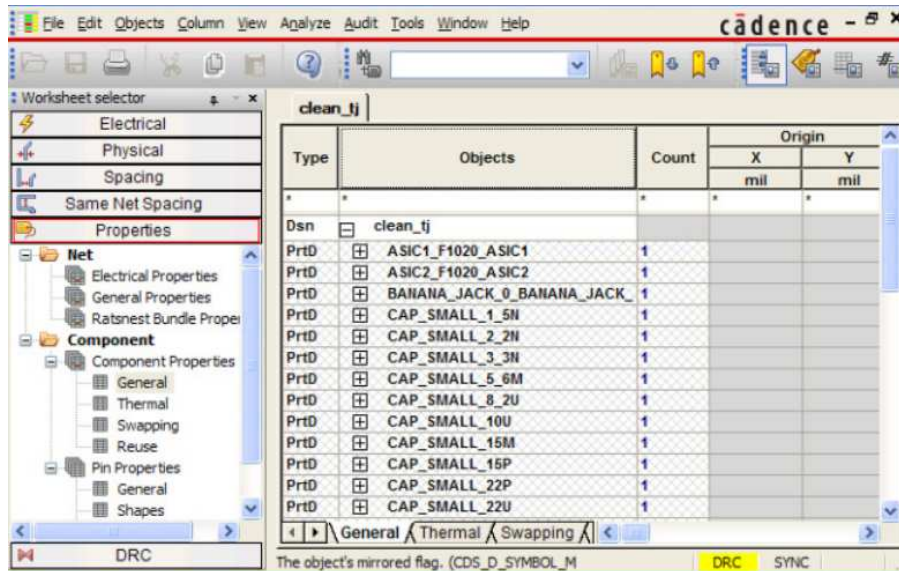 File Edit Objects Column View Analyze Audit Tools Window Help cādence
Worksheet selector
Electrical
Physical
Spacing
Same Net Spacing
Properties
Net
Electrical Properties
General Properties
Ratsnest Bundle Proper
Component
Component Properties
General
Thermal
Swapping
Reuse
Pin Properties
General
Shapes
DRC
clean_tj
Type Objects Count Origin
X Y
mil mil
* * * * *
Dsn clean_tj
PrtD ASIC1_F1020_ASIC1 1
PrtD ASIC2_F1020_ASIC2 1
PrtD BANANA_JACK_0_BANANA_JACK_ 1
PrtD CAP_SMALL_1_5N 1
PrtD CAP_SMALL_2_2N 1
PrtD CAP_SMALL_3_3N 1
PrtD CAP_SMALL_5_6M 1
PrtD CAP_SMALL_8_2U 1
PrtD CAP_SMALL_10U 1
PrtD CAP_SMALL_15M 1
PrtD CAP_SMALL_15P 1
PrtD CAP_SMALL_22P 1
PrtD CAP_SMALL_22U 1
General Thermal Swapping
The object's mirrored flag. (CDS_D_SYMBOL_M DRC SYNC